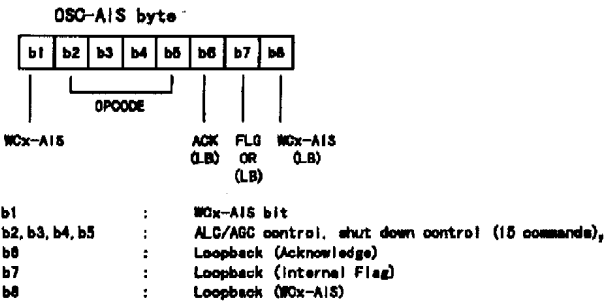 OSC-AIS byte
b1 b2 b3 b4 b5 b6 b7 b8
OPCODE
WCx-AIS ACK FLG WCx-AIS
(LB) OR (LB)
(LB)
b1 : WCx-AIS bit
b2, b3, b4, b5 : ALC/AGC control, shut down control (15 commands),
b6 : Loopback (Acknowledge)
b7 : Loopback (Internal Flag)
b8 : Loopback (WCx-AIS)